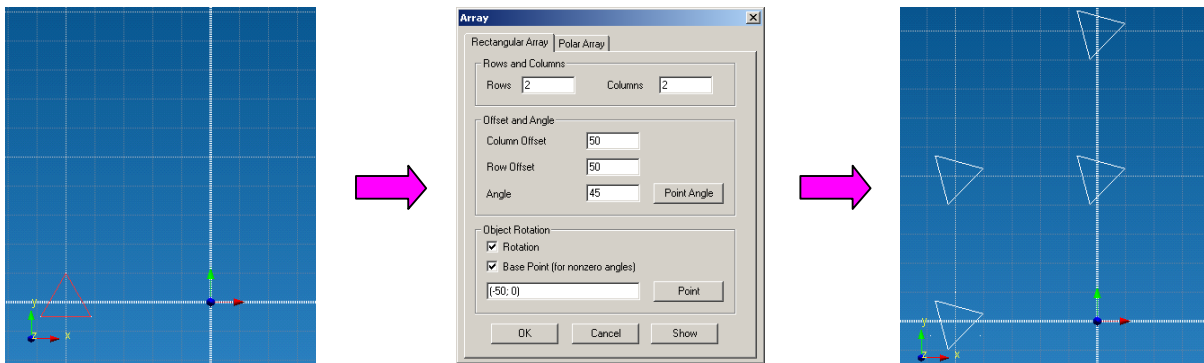 y
z x
Array
Rectangular Array Polar Array
Rows and Columns
Rows 2 Columns 2
Offset and Angle
Column Offset 50
Row Offset 50
Angle 45 Point Angle
Object Rotation
Rotation
Base Point (for nonzero angles)
(-50; 0) Point
OK Cancel Show
y
z x